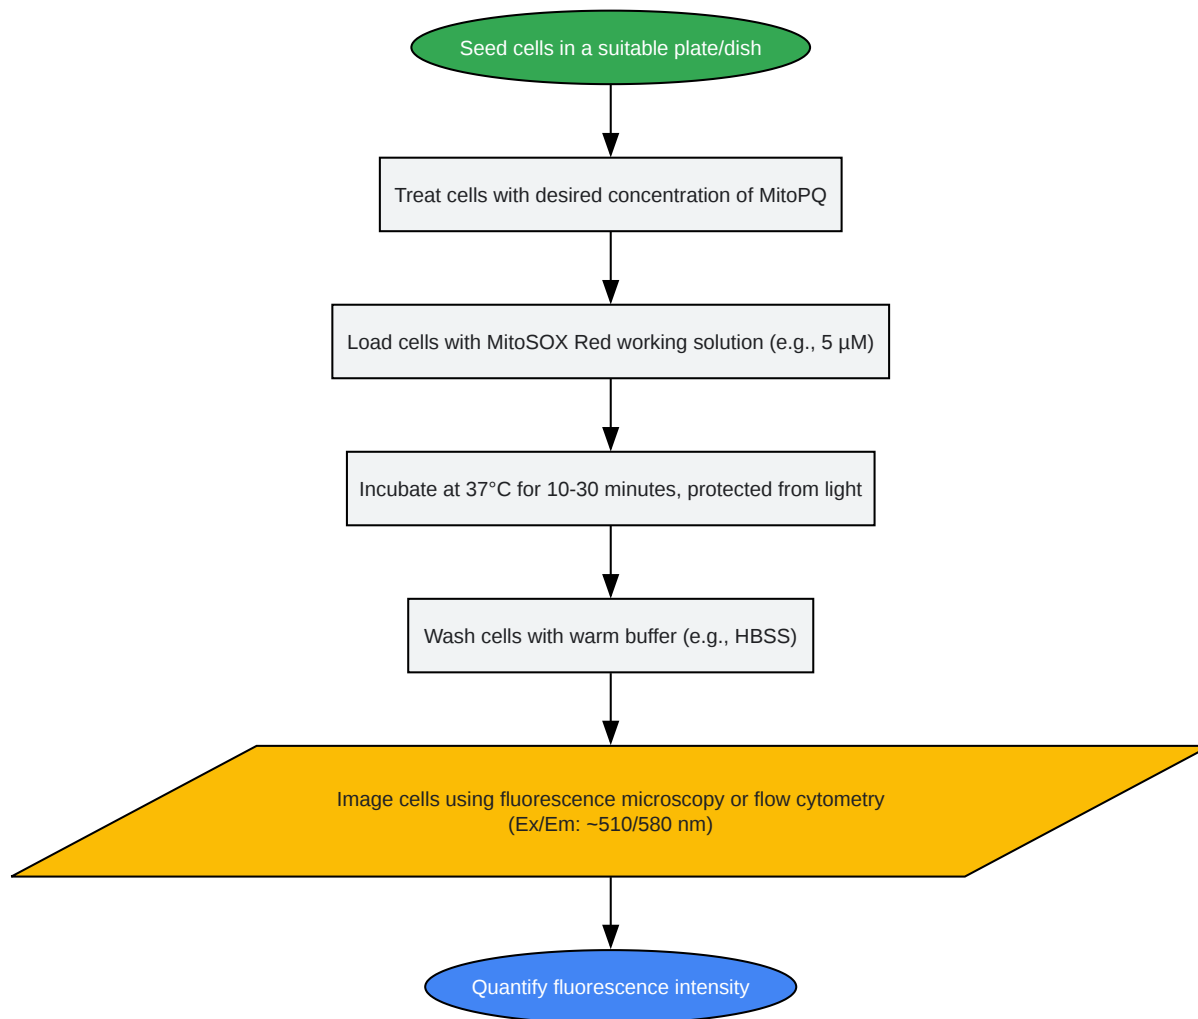 Seed cells in a suitable plate/dish
Treat cells with desired concentration of MitoPQ
Load cells with MitoSOX Red working solution (e.g., 5 µM)
Incubate at 37°C for 10-30 minutes, protected from light
Wash cells with warm buffer (e.g., HBSS)
Image cells using fluorescence microscopy or flow cytometry
(Ex/Em: ~510/580 nm)
Quantify fluorescence intensity